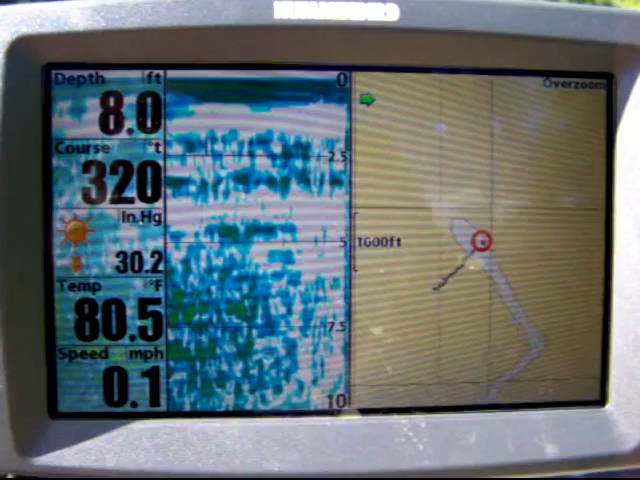 Depth ft
8.0
Course °t
320
In.Hg
30.2
Temp °F
80.5
Speed mph
0.1
0
2.5
5
7.5
10
Overzoom
1600ft